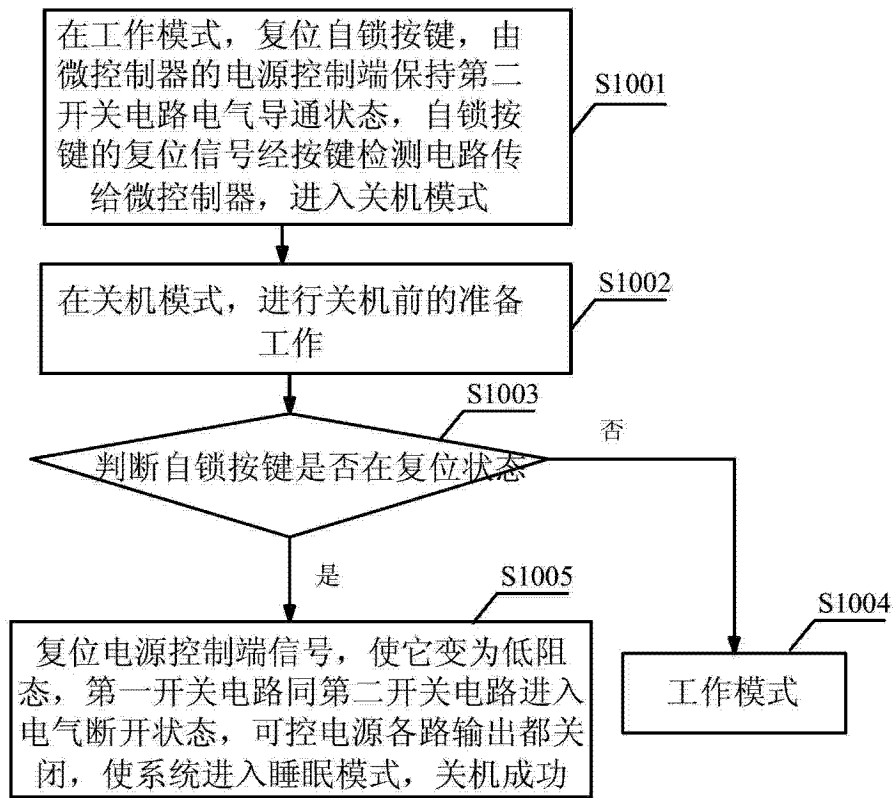 在工作模式，复位自锁按键，由
微控制器的电源控制端保持第二
开关电路电气导通状态，自锁按
键的复位信号经按键检测电路传
给微控制器，进入关机模式
S1001
在关机模式，进行关机前的准备
工作
S1002
S1003
判断自锁按键是否在复位状态
否
是
S1005
S1004
复位电源控制端信号，使它变为低阻
态，第一开关电路同第二开关电路进入
电气断开状态，可控电源各路输出都关
闭，使系统进入睡眠模式，关机成功
工作模式